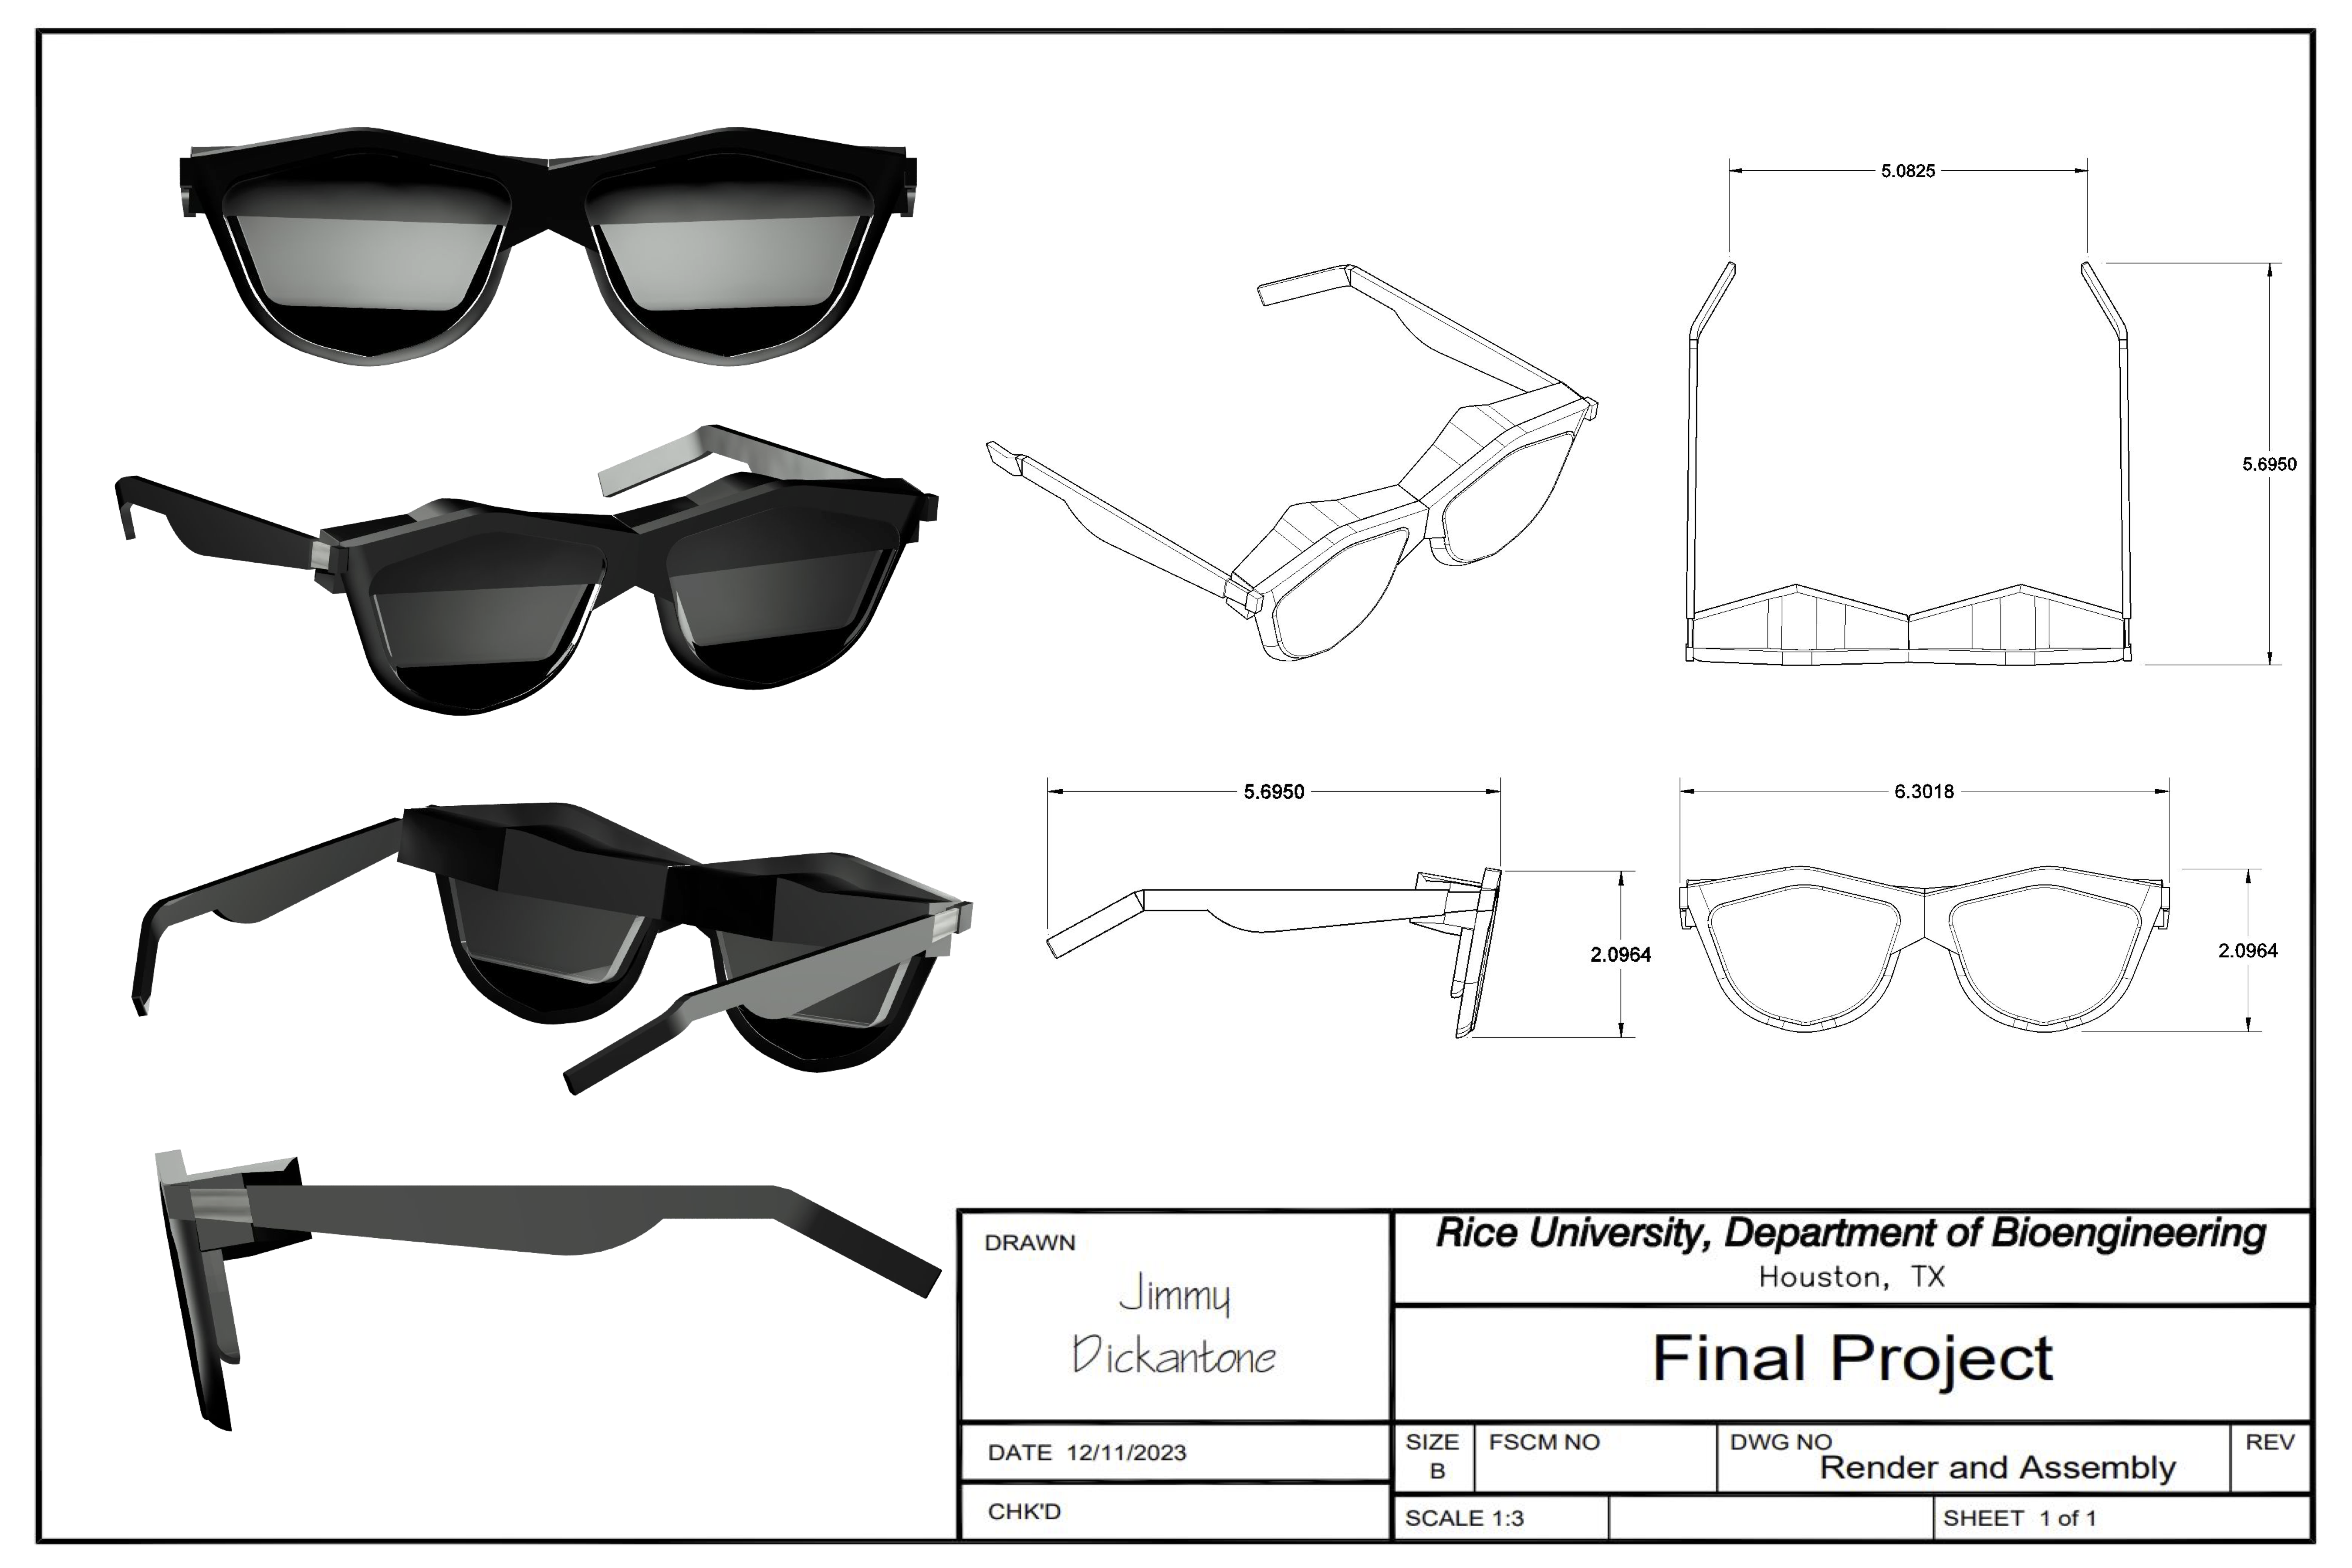 5.0825
5.6950
5.6950
2.0964
6.3018
2.0964
DRAWN
Jimmy
Dickantone
DATE 12/11/2023
CHK'D
Rice University, Department of Bioengineering
Houston, TX
Final Project
SIZE
B
FSCM NO
DWG NO
Render and Assembly
REV
SCALE 1:3
SHEET 1 of 1